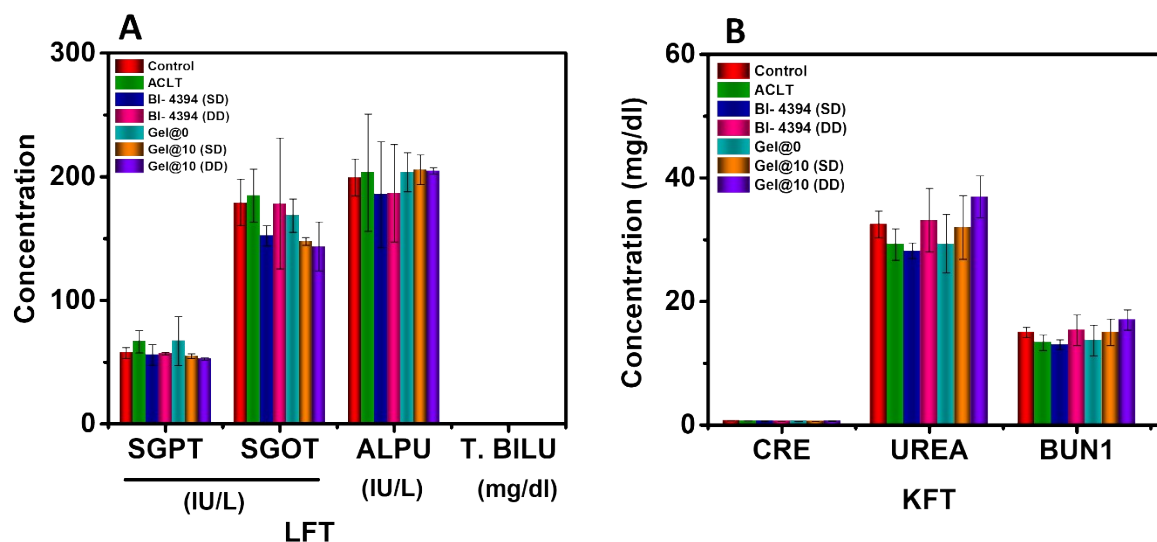 A
300
200
100
0
Concentration
Control
ACLT
BI- 4394 (SD)
BI- 4394 (DD)
Gel@0
Gel@10 (SD)
Gel@10 (DD)
SGPT SGOT ALPU T. BILU
(IU/L) (IU/L) (mg/dl)
LFT
B
60
40
20
0
Concentration (mg/dl)
Control
ACLT
BI- 4394 (SD)
BI- 4394 (DD)
Gel@0
Gel@10 (SD)
Gel@10 (DD)
CRE UREA BUN1
KFT